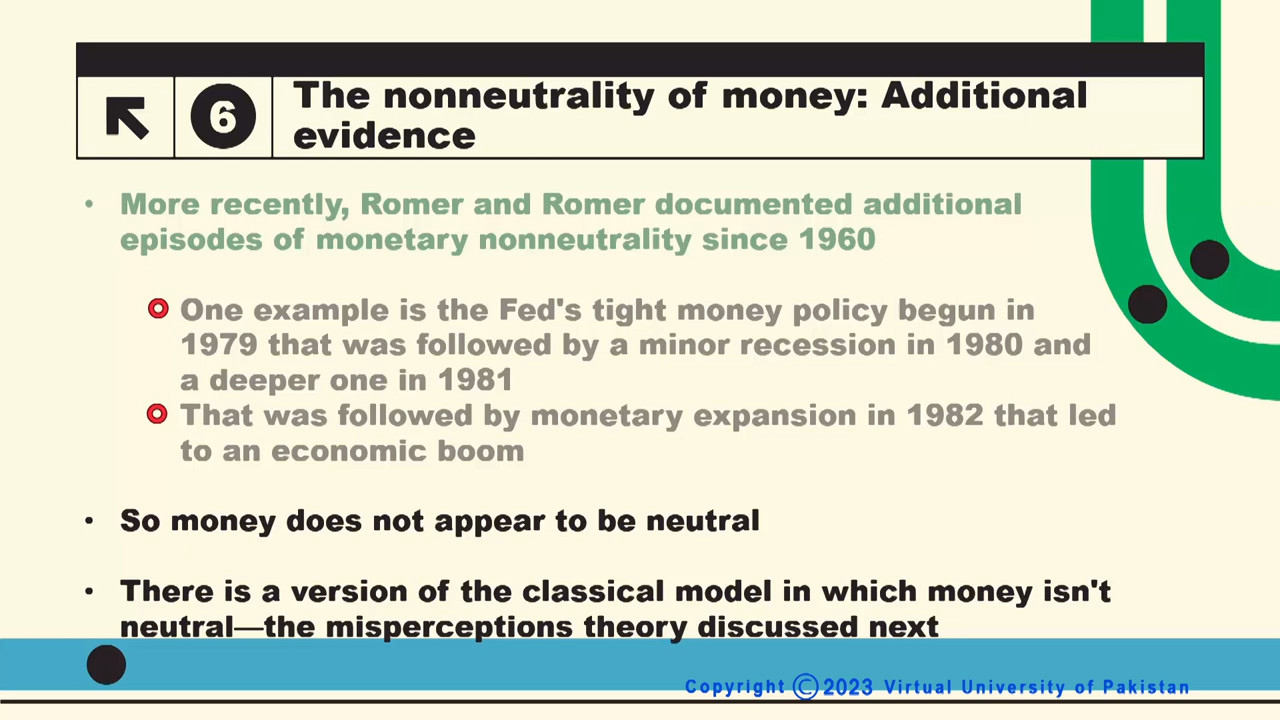 6
The nonneutrality of money: Additional
evidence
• More recently, Romer and Romer documented additional
episodes of monetary nonneutrality since 1960
One example is the Fed's tight money policy begun in
1979 that was followed by a minor recession in 1980 and
a deeper one in 1981
That was followed by monetary expansion in 1982 that led
to an economic boom
• So money does not appear to be neutral
• There is a version of the classical model in which money isn't
neutral—the misperceptions theory discussed next
Copyright ©2023 Virtual University of Pakistan